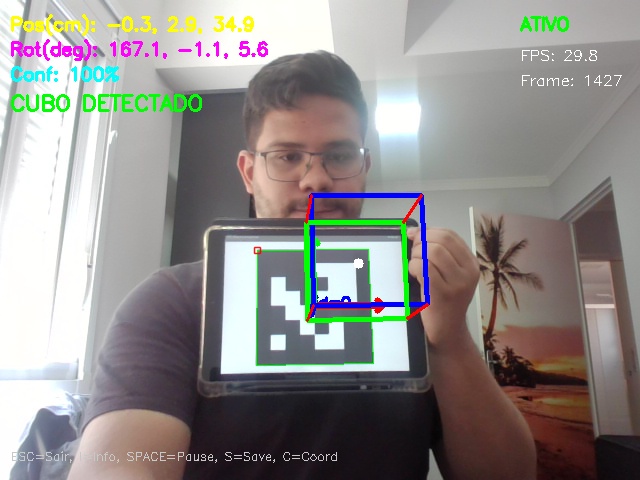 Pos(cm): -0.3, 2.9, 34.9
Rot(deg): 167.1, -1.1, 5.6
Conf: 100%
CUBO DETECTADO
ATIVO
FPS: 29.8
Frame: 1427
id=0
ESC=Sair, I=Info, SPACE=Pause, S=Save, C=Coord